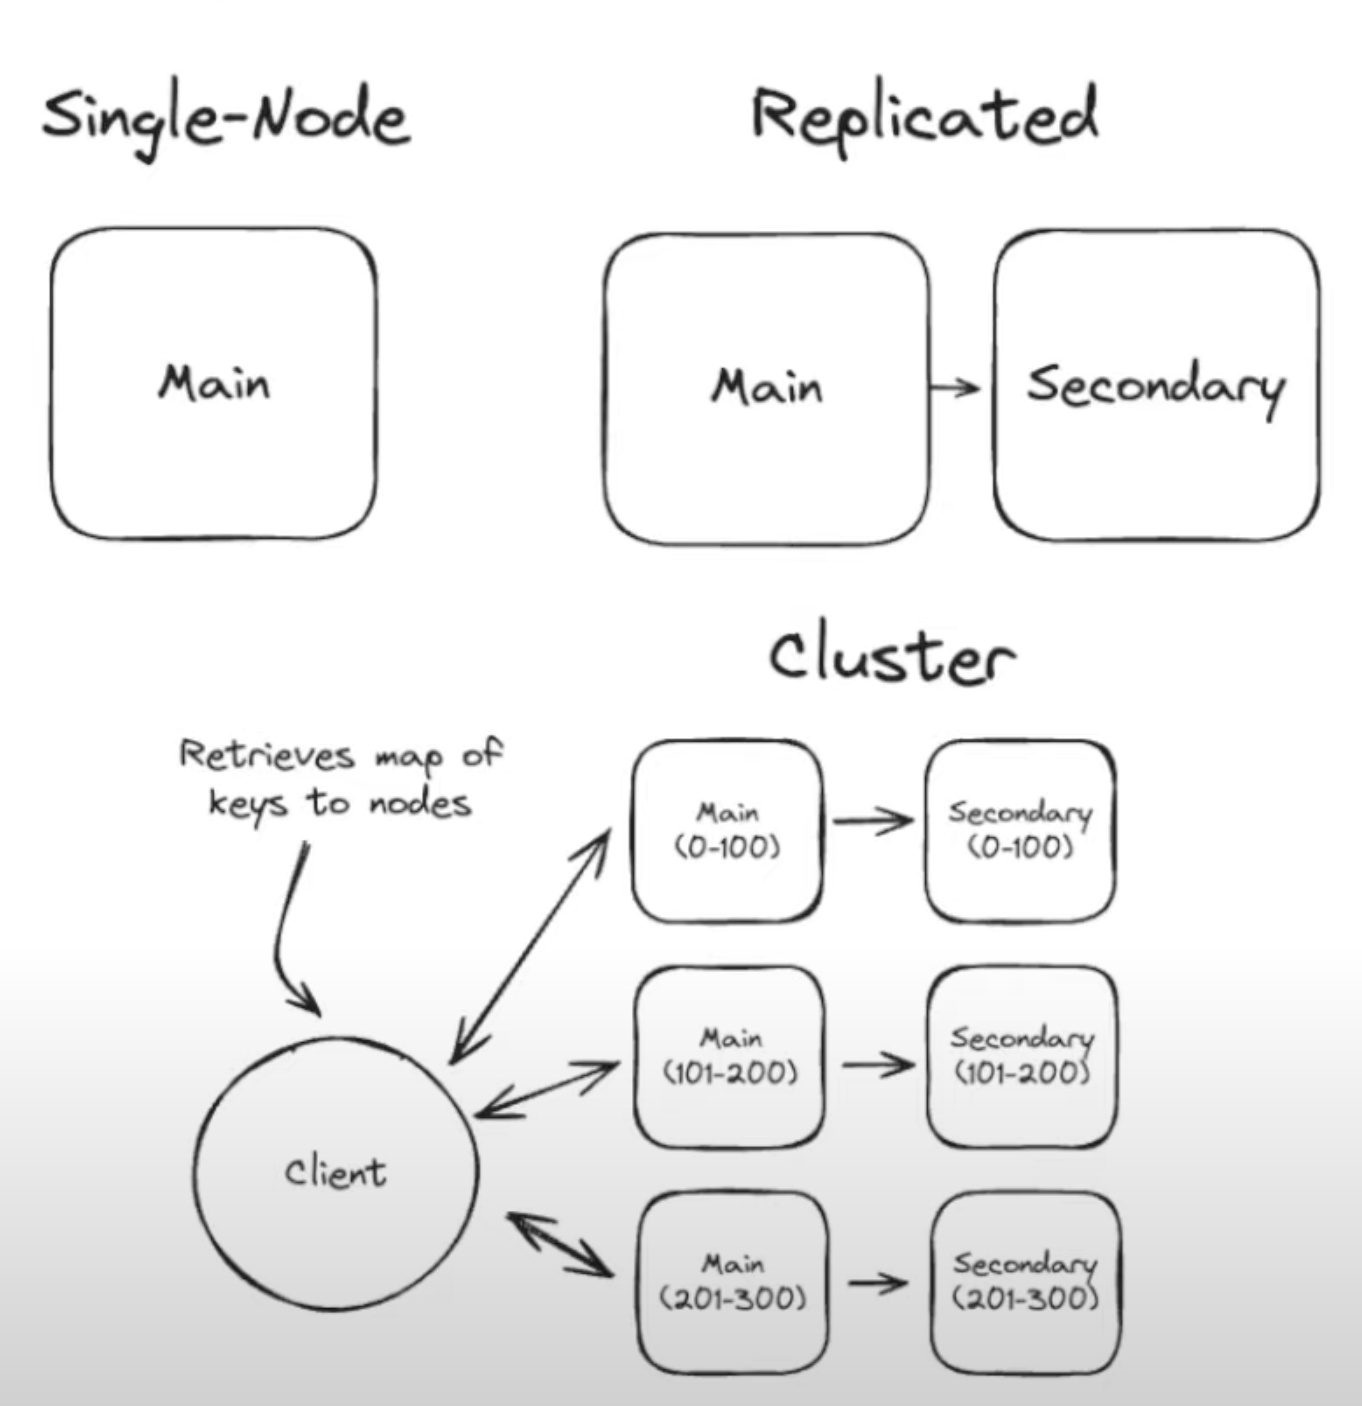 Single-Node
Replicated
Main
Main
Secondary
Cluster
Retrieves map of
keys to nodes
Main
(0-100)
Secondary
(0-100)
Main
(101-200)
Secondary
(101-200)
Client
Main
(201-300)
Secondary
(201-300)